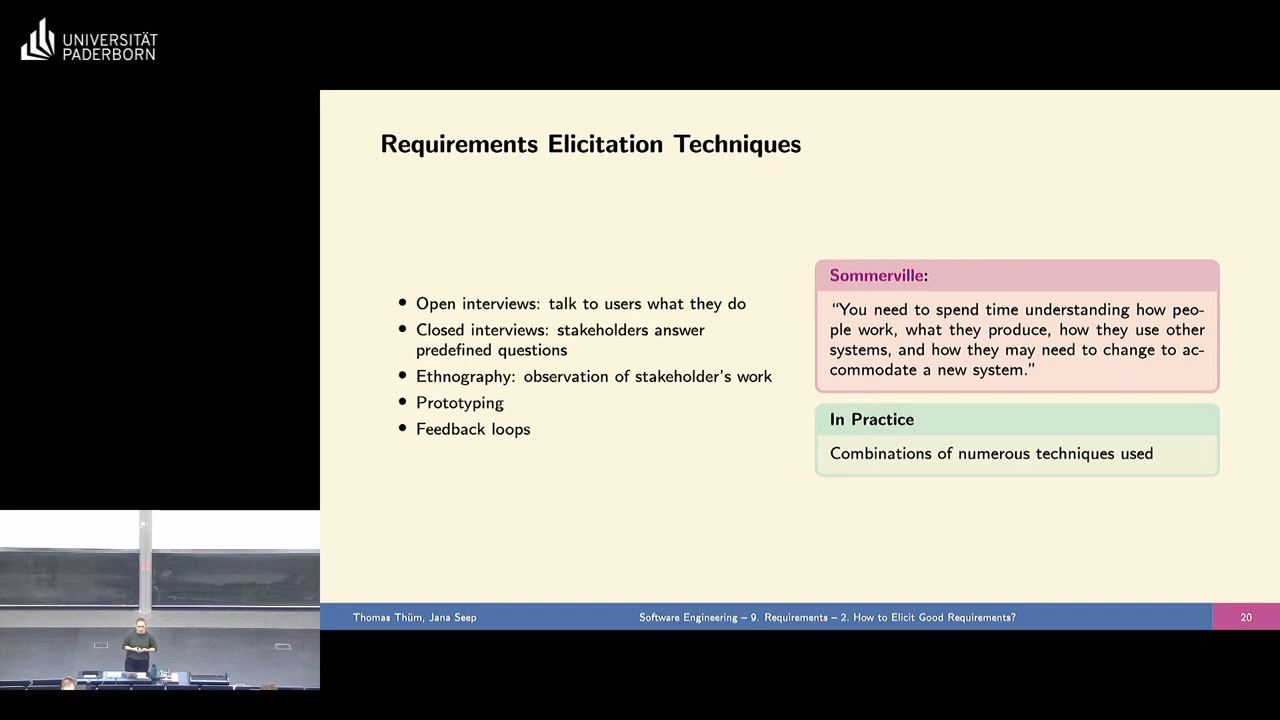 UNIVERSITÄT
PADERBORN
Requirements Elicitation Techniques
• Open interviews: talk to users what they do
• Closed interviews: stakeholders answer
predefined questions
• Ethnography: observation of stakeholder's work
• Prototyping
• Feedback loops
Sommerville:
“You need to spend time understanding how peo-
ple work, what they produce, how they use other
systems, and how they may need to change to ac-
commodate a new system.”
In Practice
Combinations of numerous techniques used
Thomas Thüm, Jana Seep
Software Engineering – 9. Requirements – 2. How to Elicit Good Requirements?
20